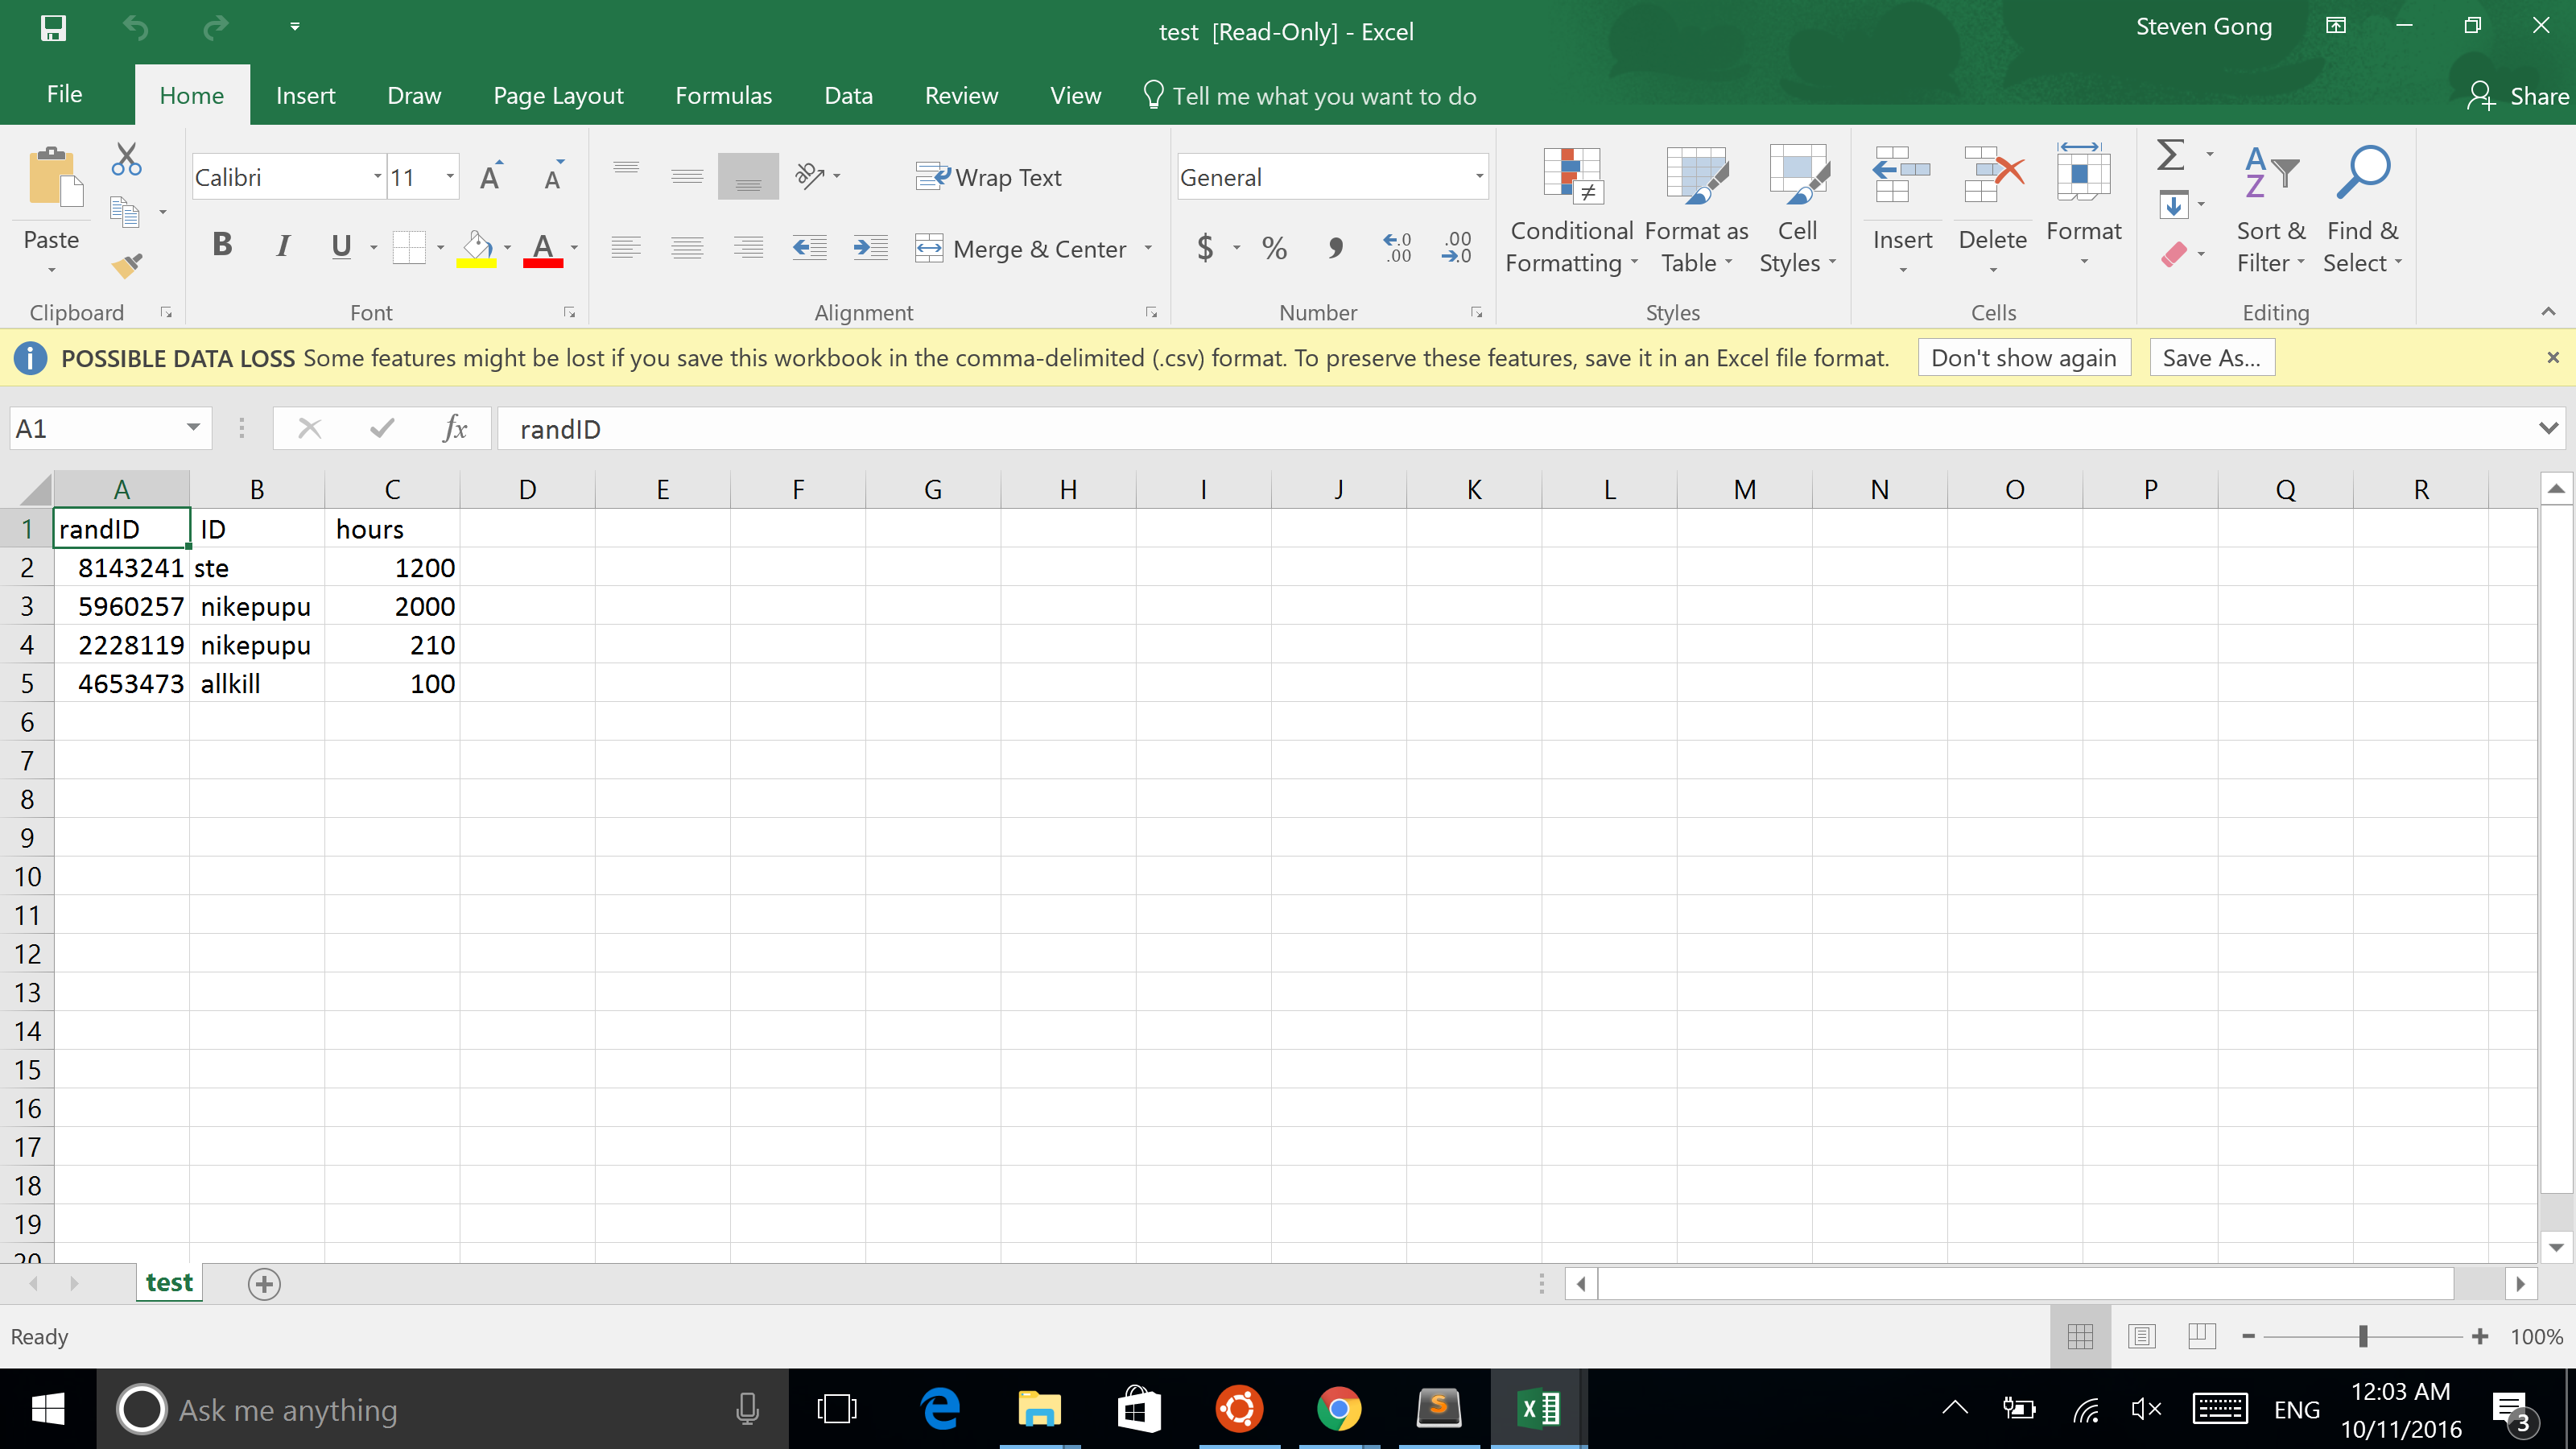 test [Read-Only] - Excel
Steven Gong
File Home Insert Draw Page Layout Formulas Data Review View Tell me what you want to do Share
Calibri 11 A A ab Wrap Text General
Paste B I U A Merge & Center $ % , .0 .00 .00 .0
Conditional Formatting Format as Table Cell Styles Insert Delete Format Σ A Z Sort & Filter Find & Select
Clipboard Font Alignment Number Styles Cells Editing
POSSIBLE DATA LOSS Some features might be lost if you save this workbook in the comma-delimited (.csv) format. To preserve these features, save it in an Excel file format. Don't show again Save As...
A1 fx randID
A B C D E F G H I J K L M N O P Q R
1 randID ID hours
2 8143241 ste 1200
3 5960257 nikepupu 2000
4 2228119 nikepupu 210
5 4653473 allkill 100
6
7
8
9
10
11
12
13
14
15
16
17
18
19
20
test
Ready 100%
Ask me anything
ENG
12:03 AM
10/11/2016
3